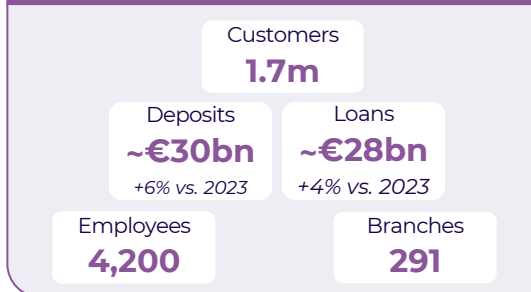 Customers
1.7m
Deposits
~€30bn
+6% vs. 2023
Loans
~€28bn
+4% vs. 2023
Employees
4,200
Branches
291